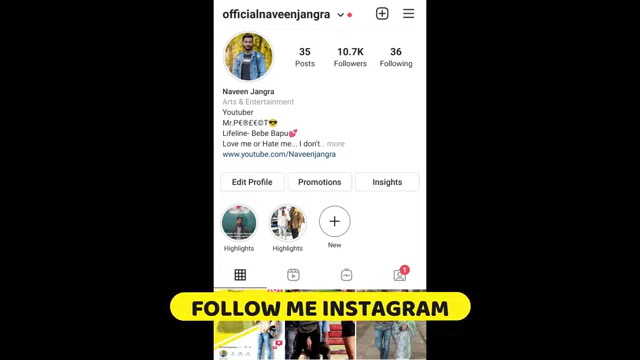 officialnaveenjangra
35 10.7K 36
Posts Followers Following
Naveen Jangra
Arts & Entertainment
Youtuber
Mr.P€®£€©T😎
Lifeline- Bebe Bapu💕
Love me or Hate me... I don't... more
www.youtube.com/Naveenjangra
Edit Profile Promotions Insights
Highlights Highlights New
1
FOLLOW ME INSTAGRAM